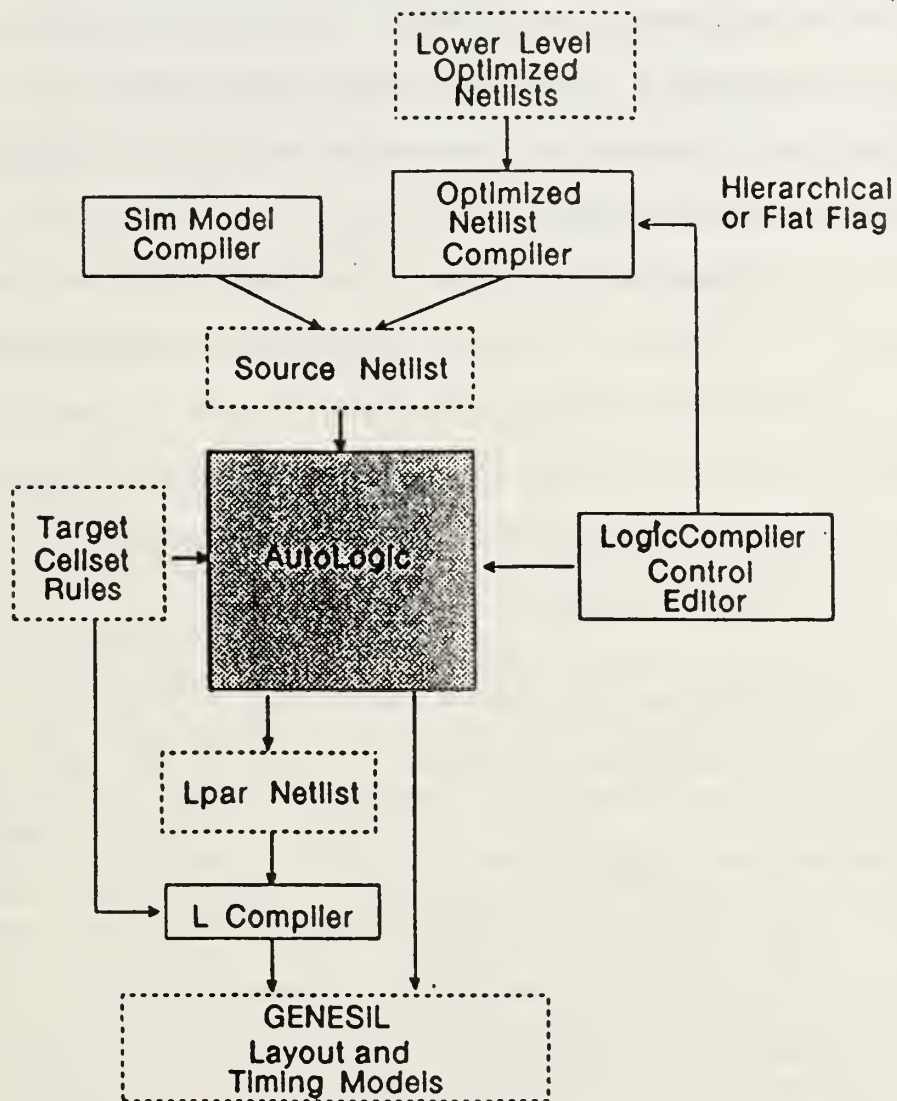 Lower Level
Optimized
Netlists
Optimized
Netlist
Compiler
Hierarchical
or Flat Flag
Sim Model
Compiler
Source Netlist
Target
Cellset
Rules
AutoLogic
LogicCompiler
Control
Editor
Lpar Netlist
L Compiler
GENESIL
Layout and
Timing Models